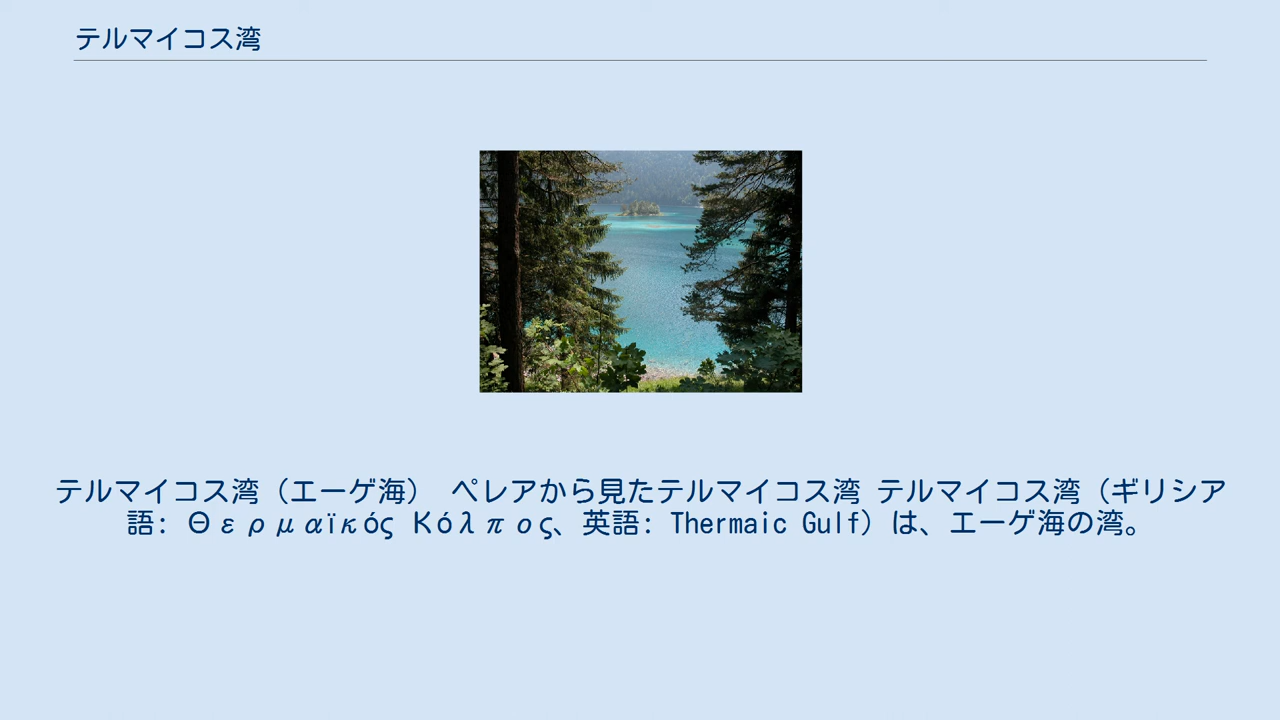 テルマイコス湾
テルマイコス湾（エーゲ海） ペレアから見たテルマイコス湾 テルマイコス湾（ギリシア
語: Θερμαϊκός Κόλπος、英語: Thermaic Gulf）は、エーゲ海の湾。